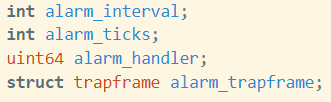 int alarm_interval;
int alarm_ticks;
uint64 alarm_handler;
struct trapframe alarm_trapframe;